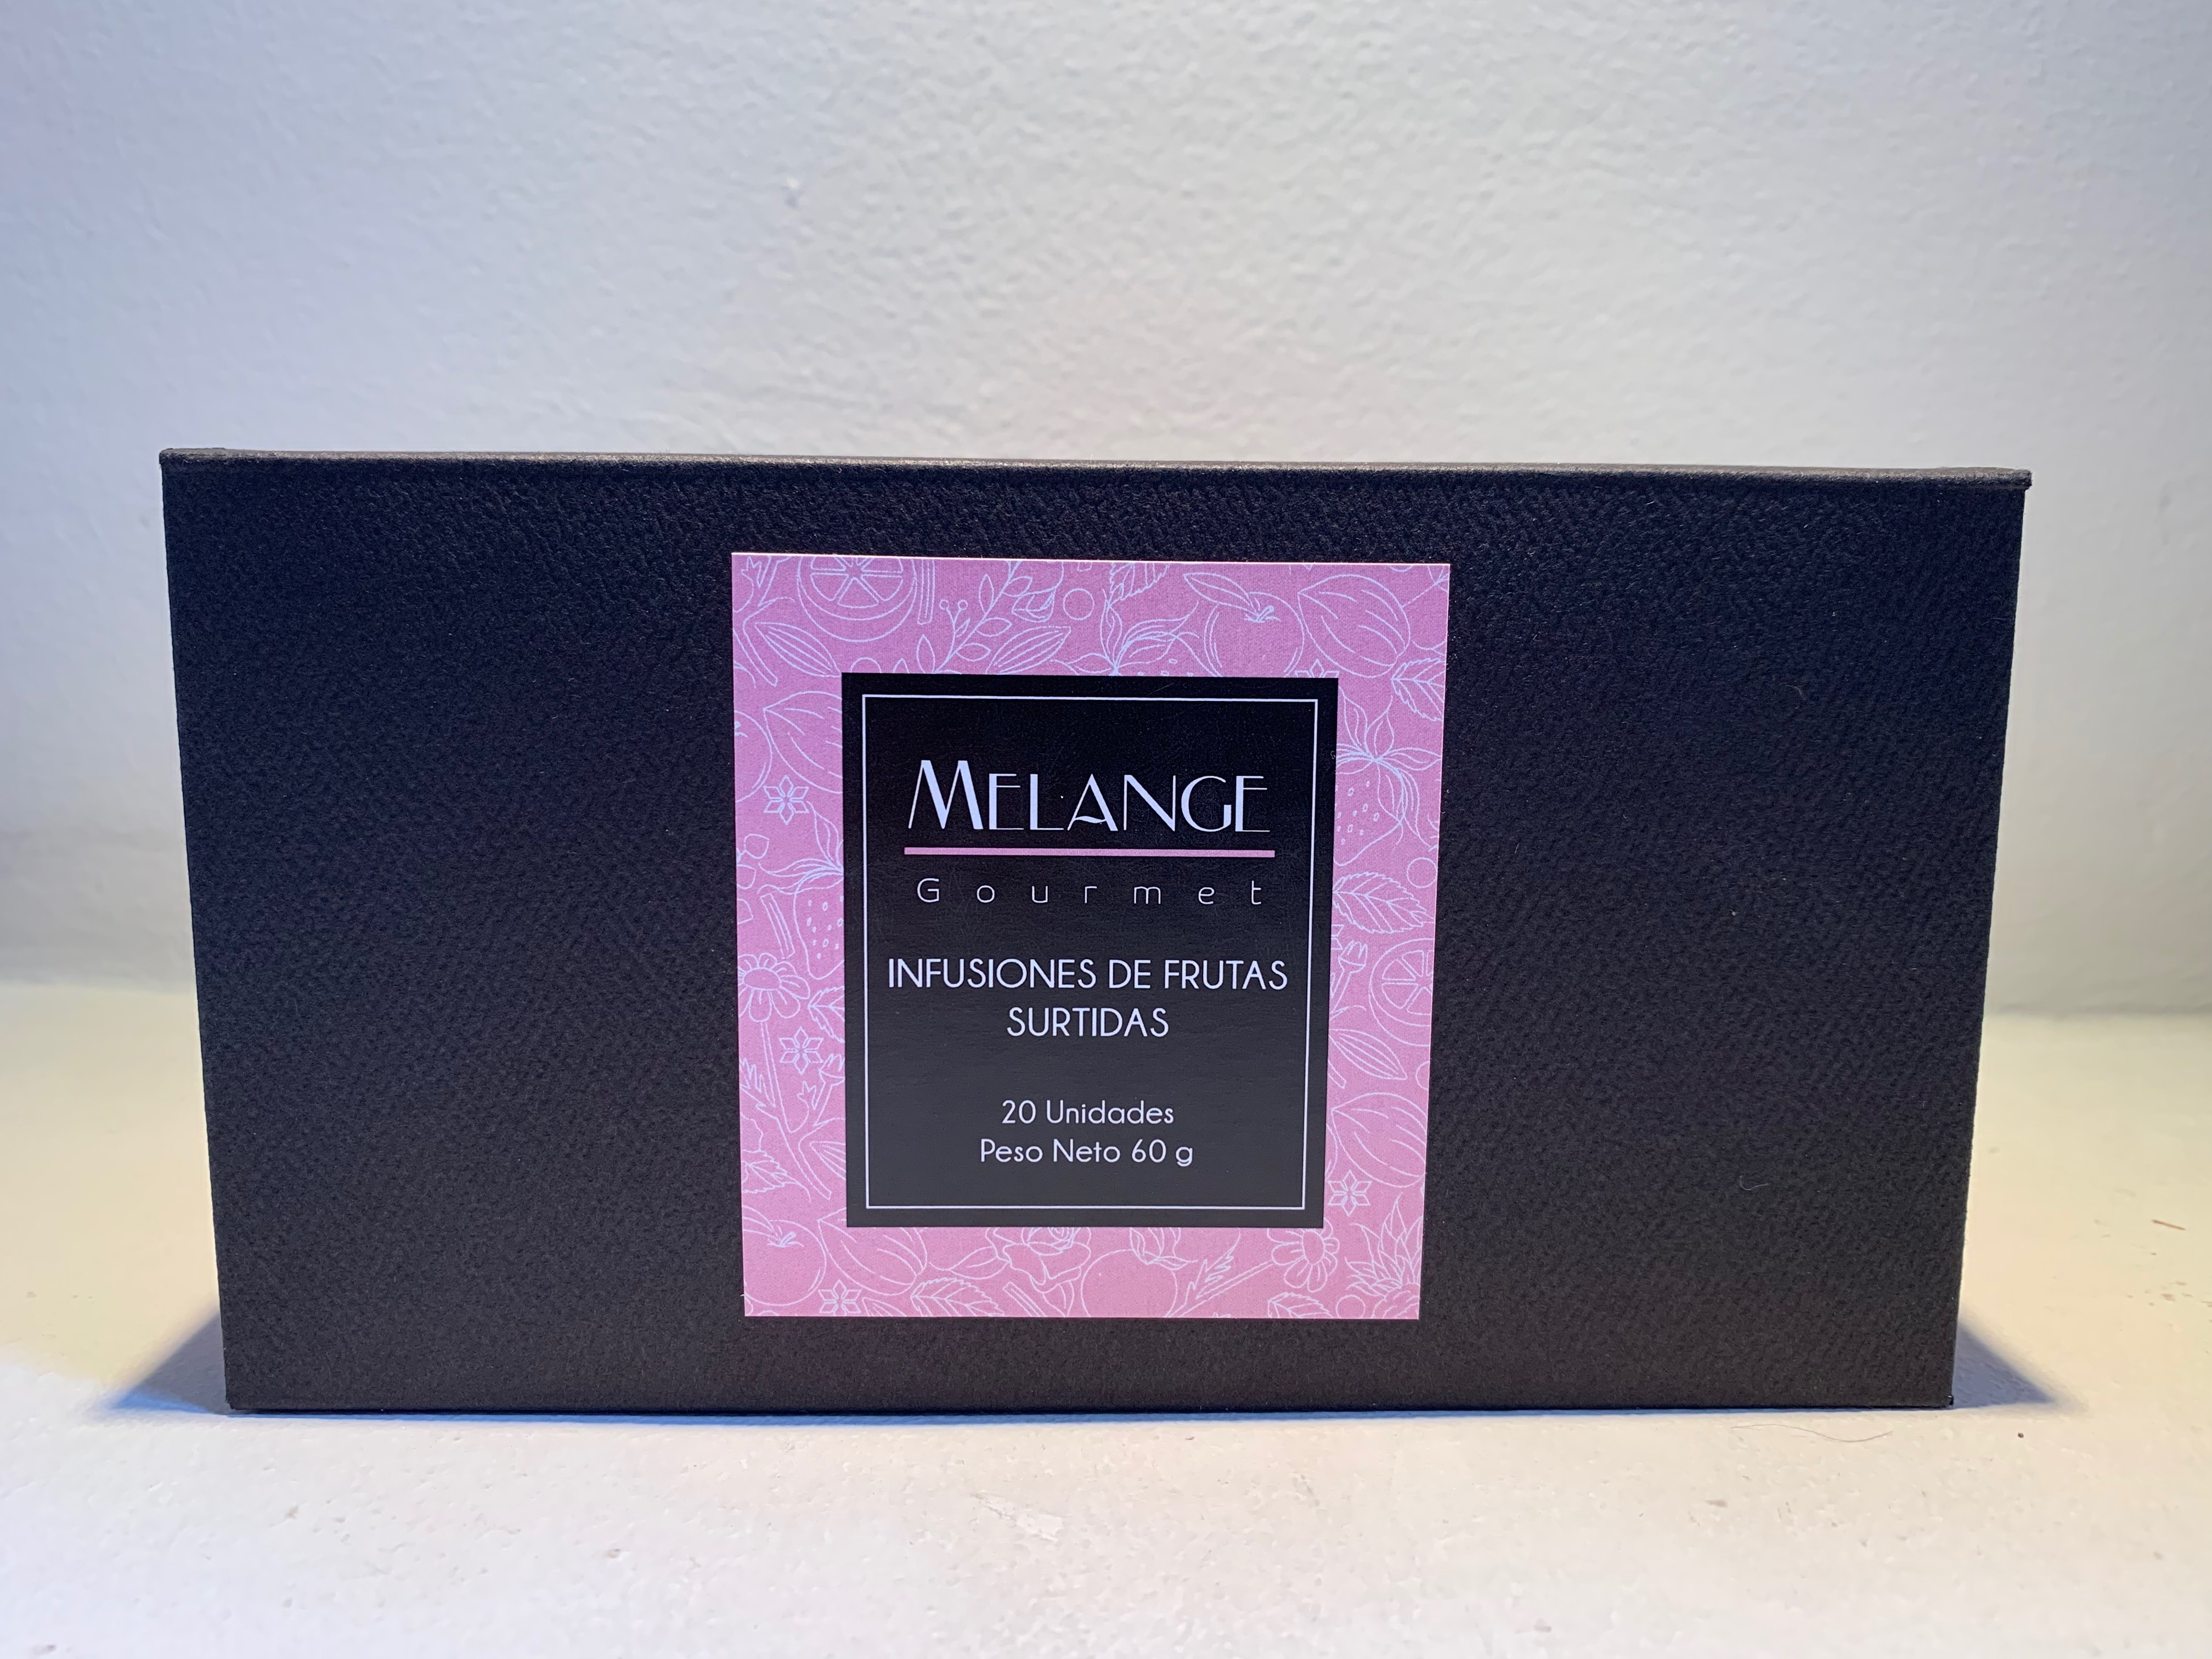 MELANGE
Gourmet
INFUSIONES DE FRUTAS
SURTIDAS
20 Unidades
Peso Neto 60 g